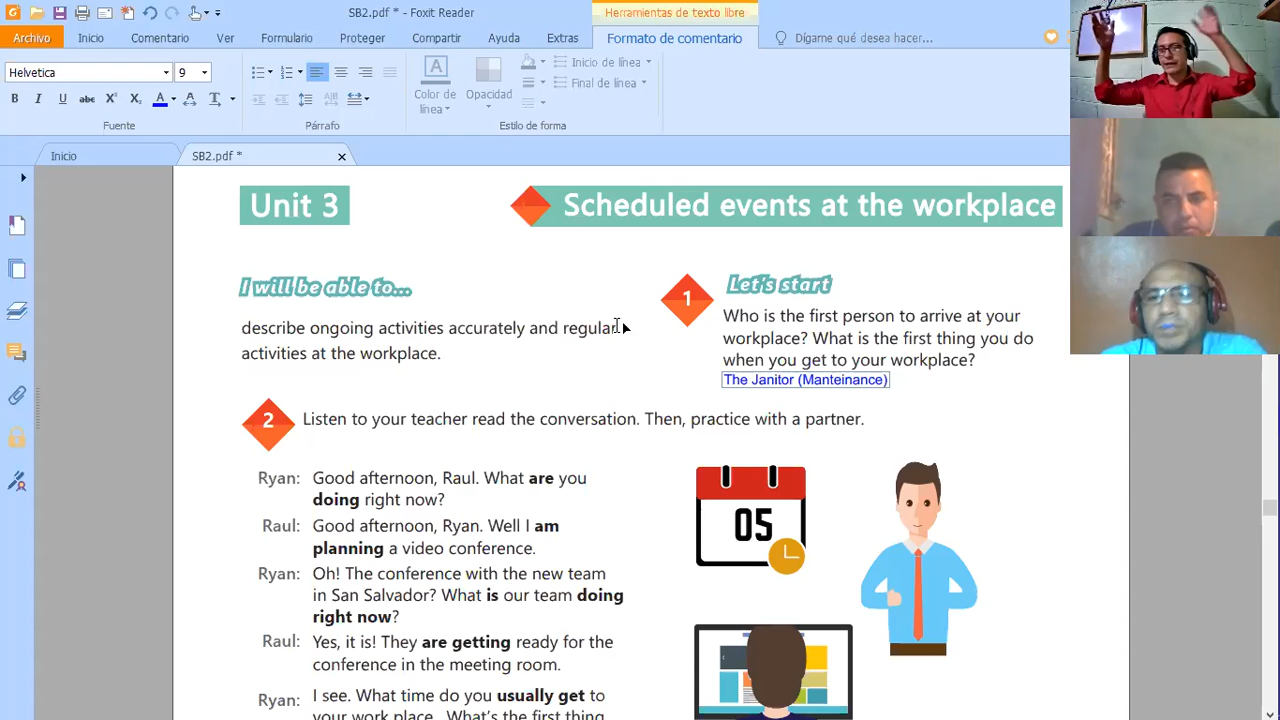 SB2.pdf * - Foxit Reader
Herramientas de texto libre
Archivo
Inicio
Comentario
Ver
Formulario
Proteger
Compartir
Ayuda
Extras
Formato de comentario
Dígame qué desea hacer...
Helvetica
9
Color de línea
Opacidad
Inicio de línea
Final de línea
Fuente
Párrafo
Estilo de forma
Inicio
SB2.pdf *
Unit 3
Scheduled events at the workplace
I will be able to...
describe ongoing activities accurately and regular
activities at the workplace.
1
Let's start
Who is the first person to arrive at your
workplace? What is the first thing you do
when you get to your workplace?
The Janitor (Manteinance)
2
Listen to your teacher read the conversation. Then, practice with a partner.
Ryan: Good afternoon, Raul. What are you
doing right now?
Raul: Good afternoon, Ryan. Well I am
planning a video conference.
Ryan: Oh! The conference with the new team
in San Salvador? What is our team doing
right now?
Raul: Yes, it is! They are getting ready for the
conference in the meeting room.
Ryan: I see. What time do you usually get to
your work place. What's the first thing
05